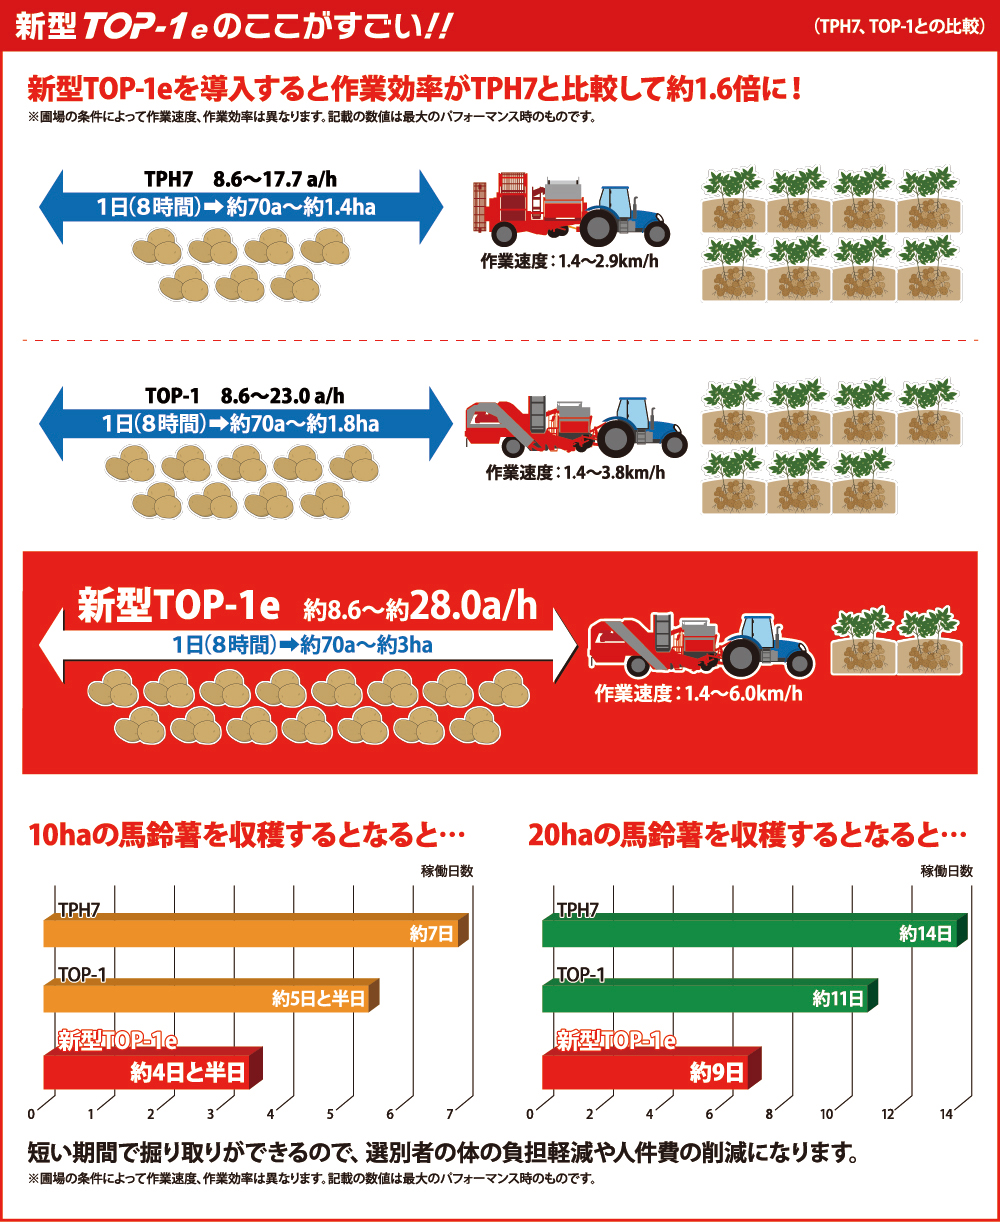 新型TOP-1eのここがすごい!!
（TPH7、TOP-1との比較）
新型TOP-1eを導入すると作業効率がTPH7と比較して約1.6倍に！
※圃場の条件によって作業速度、作業効率は異なります。記載の数値は最大のパフォーマンス時のものです。
TPH7　8.6〜17.7 a/h
1日（8時間）➡約70a〜約1.4ha
作業速度：1.4〜2.9km/h
TOP-1　8.6〜23.0 a/h
1日（8時間）➡約70a〜約1.8ha
作業速度：1.4〜3.8km/h
新型TOP-1e　約8.6〜約28.0a/h
1日（8時間）➡約70a〜約3ha
作業速度：1.4〜6.0km/h
10haの馬鈴薯を収穫するとなると…
稼働日数
TPH7
約7日
TOP-1
約5日と半日
新型TOP-1e
約4日と半日
0 1 2 3 4 5 6 7
20haの馬鈴薯を収穫するとなると…
稼働日数
TPH7
約14日
TOP-1
約11日
新型TOP-1e
約9日
0 2 4 6 8 10 12 14
短い期間で掘り取りができるので、選別者の体の負担軽減や人件費の削減になります。
※圃場の条件によって作業速度、作業効率は異なります。記載の数値は最大のパフォーマンス時のものです。